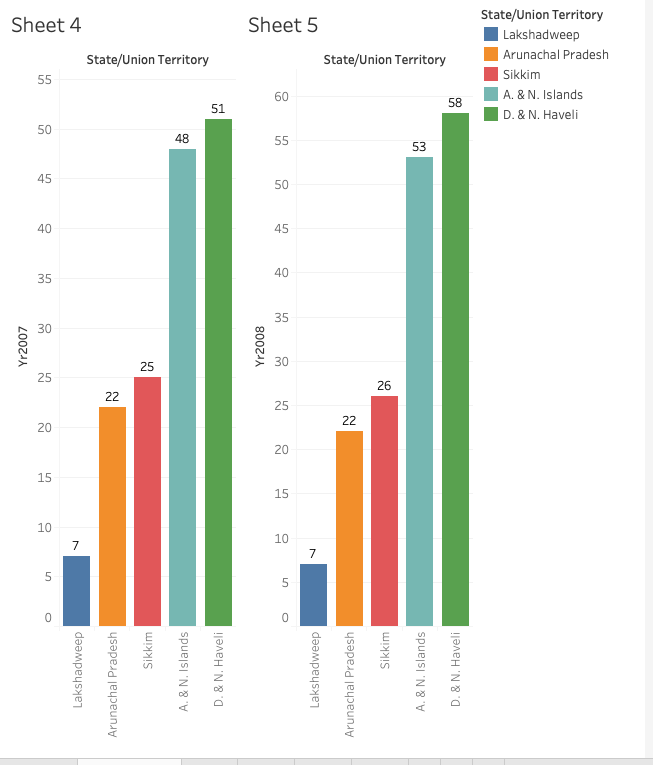 Sheet 4
State/Union Territory
55
50
45
40
35
30
25
20
15
10
5
0
Yr2007
7
22
25
48
51
Lakshadweep
Arunachal Pradesh
Sikkim
A. & N. Islands
D. & N. Haveli
Sheet 5
State/Union Territory
60
55
50
45
40
35
30
25
20
15
10
5
0
Yr2008
7
22
26
53
58
Lakshadweep
Arunachal Pradesh
Sikkim
A. & N. Islands
D. & N. Haveli
State/Union Territory
Lakshadweep
Arunachal Pradesh
Sikkim
A. & N. Islands
D. & N. Haveli